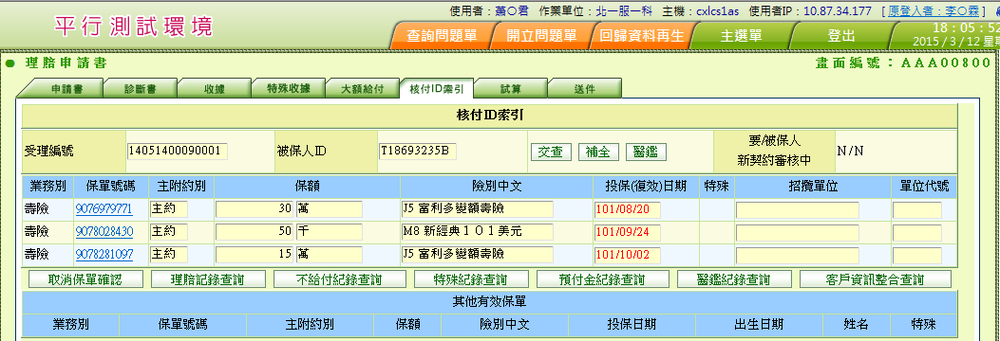 使用者：蕭○君 作業單位：北一服一科 主機：cxlcs1as 使用者IP：10.87.34.177 [ 原登入者：李○霖 ]
平行測試環境
查詢問題單 開立問題單 回歸資料再生 主選單 登出
18:05:52
2015/3/12 星期
理賠申請書 畫面編號：AAA00800
申請書 診斷書 收據 特殊收據 大額給付 核付ID索引 試算 送件
核付ID索引
受理編號 14051400090001 被保人ID T18693235B 交查 補全 醫鑑 要/被保人 新契約審核中 N/N
業務別 保單號碼 主附約別 保額 險別中文 投保(復效)日期 特殊 招攬單位 單位代號
壽險 9076979771 主約 30 萬 J5 富利多變額壽險 101/08/20
壽險 9078028430 主約 50 千 M8 新經典１０１美元 101/09/24
壽險 9078281097 主約 15 萬 J5 富利多變額壽險 101/10/02
取消保單確認 理賠記錄查詢 不給付紀錄查詢 特殊紀錄查詢 預付金紀錄查詢 醫鑑紀錄查詢 客戶資訊整合查詢
其他有效保單
業務別 保單號碼 主附約別 保額 險別中文 投保日期 出生日期 姓名 特殊